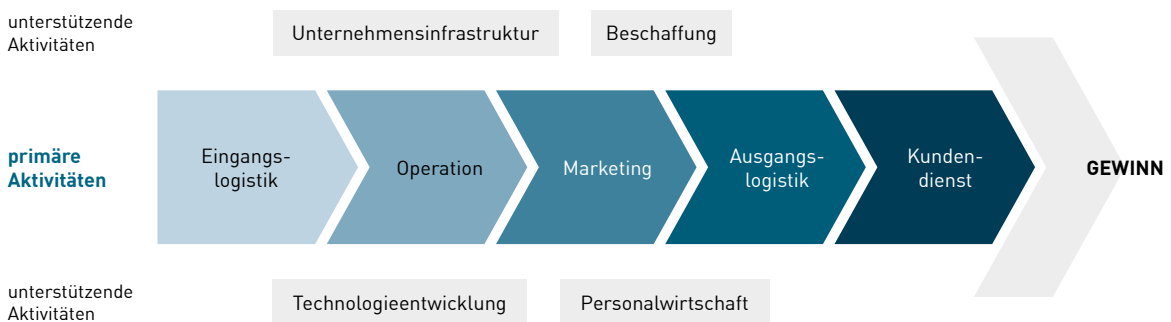 unterstützende
Aktivitäten
Unternehmensinfrastruktur
Beschaffung
primäre
Aktivitäten
Eingangs-
logistik
Operation
Marketing
Ausgangs-
logistik
Kunden-
dienst
GEWINN
unterstützende
Aktivitäten
Technologieentwicklung
Personalwirtschaft